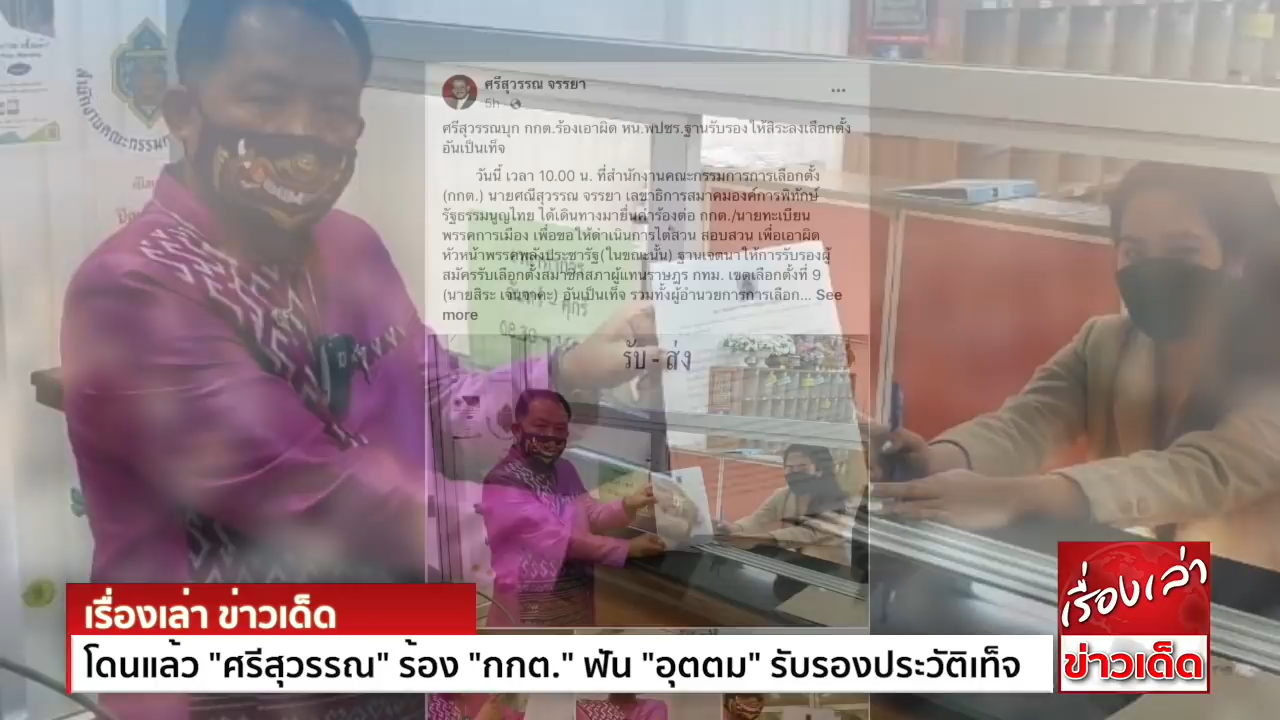 ศรีสุวรรณ จรรยา
5h
ศรีสุวรรณบุก กกต.ร้องเอาผิด หน.พปชร.ฐานรับรองให้สิระลงเลือกตั้ง
อันเป็นเท็จ
วันนี้ เวลา 10.00 น. ที่สำนักงานคณะกรรมการการเลือกตั้ง
(กกต.) นายศณีสุวรรณ จรรยา เลขาธิการสมาคมองค์การพิทักษ์
รัฐธรรมนูญไทย ได้เดินทางมายื่นคำร้องต่อ กกต./นายทะเบียน
พรรคการเมือง เพื่อขอให้ดำเนินการไต่สวน สอบสวน เพื่อเอาผิด
หัวหน้าพรรคพลังประชารัฐ(ในขณะนั้น) ฐานเจตนาให้การรับรองผู้
สมัครรับเลือกตั้งสมาชิกสภาผู้แทนราษฎร กทม. เขตเลือกตั้งที่ 9
(นายสิระ เจนจาคะ) อันเป็นเท็จ รวมทั้งผู้อำนวยการการเลือก... See
more
รับ - ส่ง
เรื่องเล่า ข่าวเด็ด
โดนแล้ว "ศรีสุวรรณ" ร้อง "กกต." ฟัน "อุตตม" รับรองประวัติเท็จ
เรื่องเล่า
ข่าวเด็ด